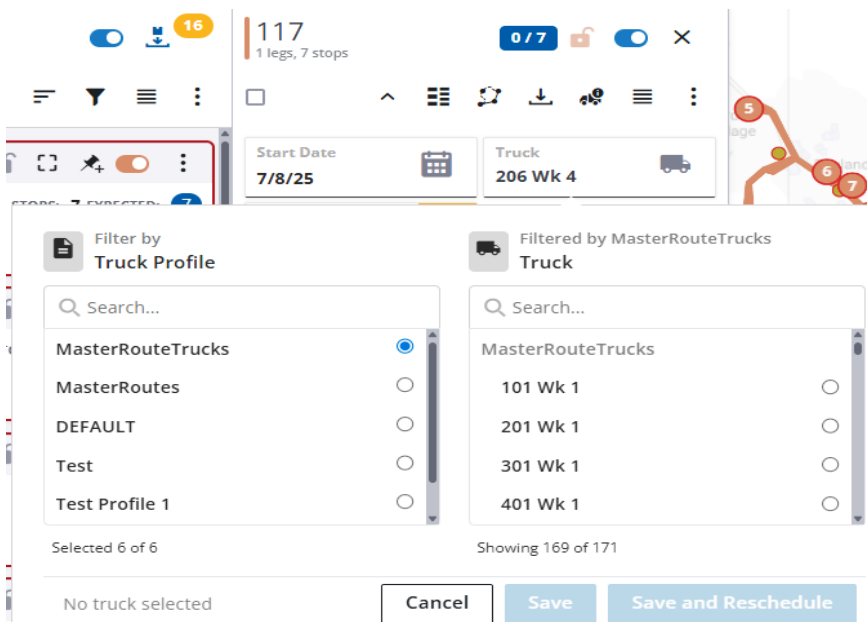 16
117
1 legs, 7 stops
0 / 7
Start Date
7/8/25
Truck
206 Wk 4
STOPS: 7 EXPECTED: 7
5
6
7
Filter by
Truck Profile
Search...
MasterRouteTrucks
MasterRoutes
DEFAULT
Test
Test Profile 1
Selected 6 of 6
Filtered by MasterRouteTrucks
Truck
Search...
MasterRouteTrucks
101 Wk 1
201 Wk 1
301 Wk 1
401 Wk 1
Showing 169 of 171
No truck selected
Cancel
Save
Save and Reschedule